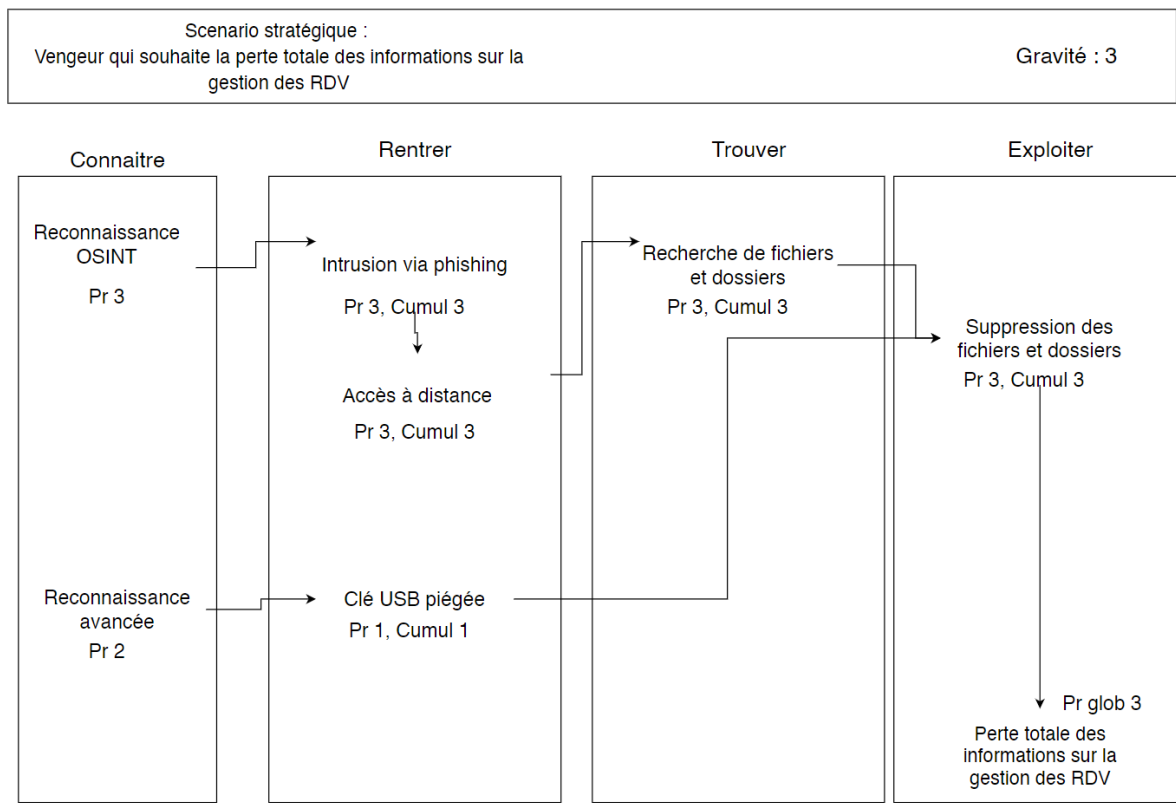 Scenario stratégique :
Vengeur qui souhaite la perte totale des informations sur la
gestion des RDV
Gravité : 3
Connaitre
Rentrer
Trouver
Exploiter
Reconnaissance
OSINT
Pr 3
Intrusion via phishing
Pr 3, Cumul 3
Accès à distance
Pr 3, Cumul 3
Recherche de fichiers
et dossiers
Pr 3, Cumul 3
Suppression des
fichiers et dossiers
Pr 3, Cumul 3
Reconnaissance
avancée
Pr 2
Clé USB piégée
Pr 1, Cumul 1
Pr glob 3
Perte totale des
informations sur la
gestion des RDV